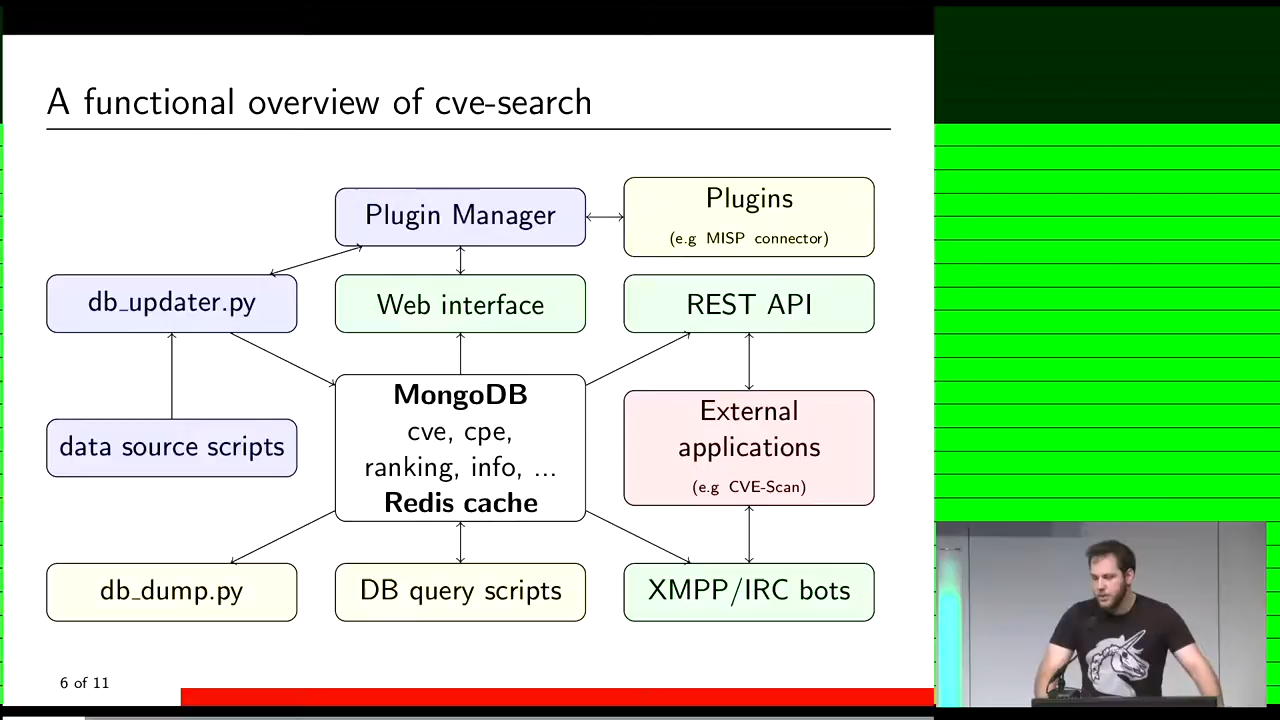 A functional overview of cve-search
Plugin Manager
Plugins
(e.g MISP connector)
db_updater.py
Web interface
REST API
MongoDB
cve, cpe,
ranking, info, ...
Redis cache
External
applications
(e.g CVE-Scan)
data source scripts
db_dump.py
DB query scripts
XMPP/IRC bots
6 of 11